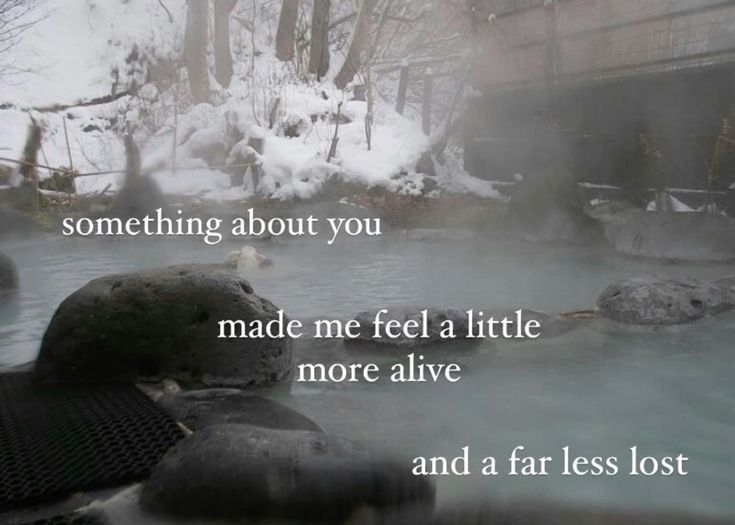 something about you
made me feel a little
more alive
and a far less lost